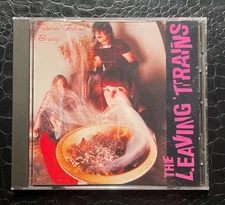 Smoke Follows
Beauty
THE
LEAVING TRAINS